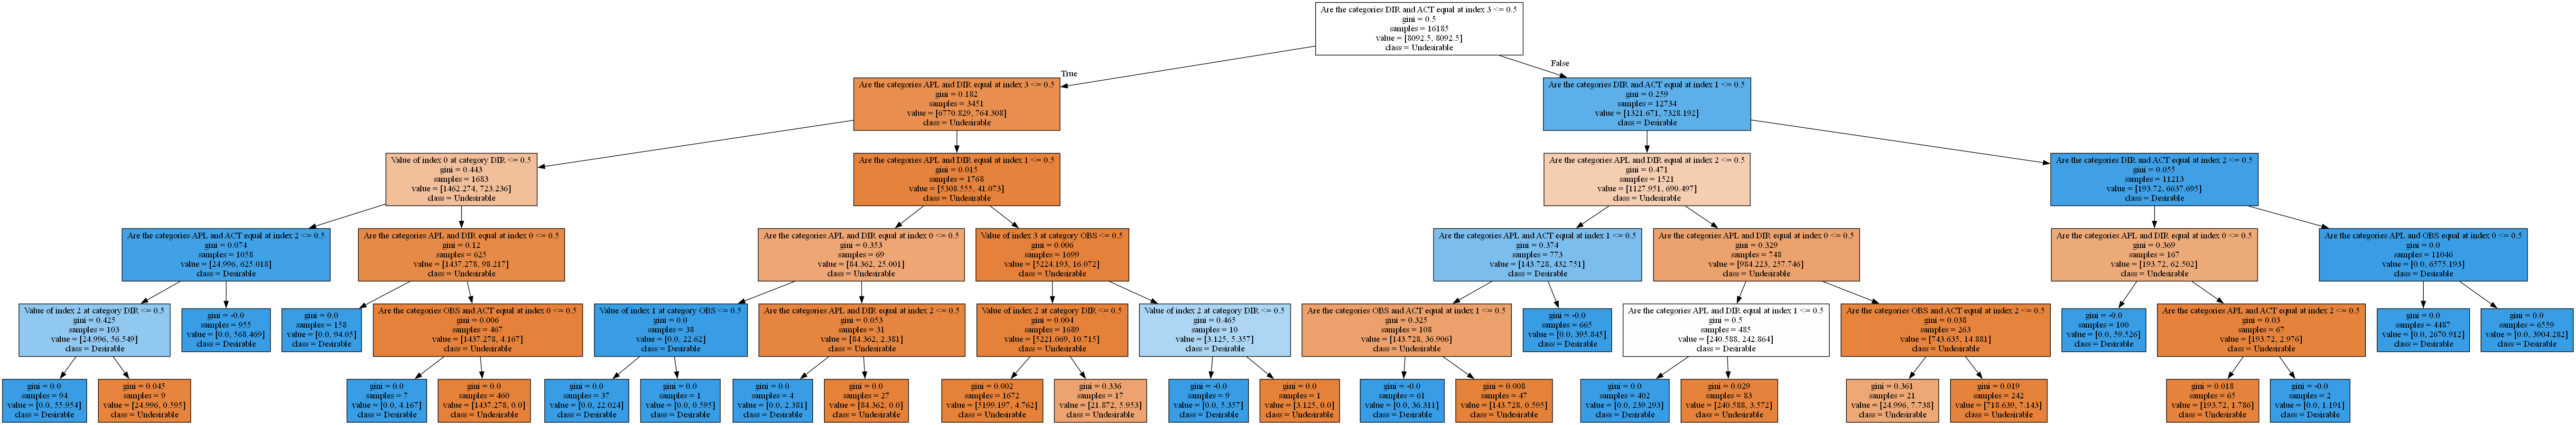 Are the categories DIR and ACT equal at index 3 <= 0.5
gini = 0.5
samples = 16185
value = [8092.5, 8092.5]
class = Undesirable
True
False
Are the categories APL and DIR equal at index 3 <= 0.5
gini = 0.182
samples = 3451
value = [6770.829, 764.308]
class = Undesirable
Are the categories DIR and ACT equal at index 1 <= 0.5
gini = 0.259
samples = 12734
value = [1321.671, 7328.192]
class = Desirable
Value of index 0 at category DIR <= 0.5
gini = 0.443
samples = 1683
value = [1462.274, 723.236]
class = Undesirable
Are the categories APL and DIR equal at index 1 <= 0.5
gini = 0.015
samples = 1768
value = [5308.555, 41.073]
class = Undesirable
Are the categories APL and DIR equal at index 2 <= 0.5
gini = 0.471
samples = 1521
value = [1127.951, 690.497]
class = Undesirable
Are the categories DIR and ACT equal at index 2 <= 0.5
gini = 0.055
samples = 11213
value = [193.72, 6637.695]
class = Desirable
Are the categories APL and ACT equal at index 2 <= 0.5
gini = 0.074
samples = 1058
value = [24.996, 625.018]
class = Desirable
Are the categories APL and DIR equal at index 0 <= 0.5
gini = 0.12
samples = 625
value = [1437.278, 98.217]
class = Undesirable
Are the categories APL and DIR equal at index 0 <= 0.5
gini = 0.353
samples = 69
value = [84.362, 25.001]
class = Undesirable
Value of index 3 at category OBS <= 0.5
gini = 0.006
samples = 1699
value = [5224.193, 16.072]
class = Undesirable
Are the categories APL and ACT equal at index 1 <= 0.5
gini = 0.374
samples = 773
value = [143.728, 432.751]
class = Desirable
Are the categories APL and DIR equal at index 0 <= 0.5
gini = 0.329
samples = 748
value = [984.223, 257.746]
class = Undesirable
Are the categories APL and DIR equal at index 0 <= 0.5
gini = 0.369
samples = 167
value = [193.72, 62.502]
class = Undesirable
Are the categories APL and OBS equal at index 0 <= 0.5
gini = 0.0
samples = 11046
value = [0.0, 6575.193]
class = Desirable
Value of index 2 at category DIR <= 0.5
gini = 0.425
samples = 103
value = [24.996, 56.549]
class = Desirable
gini = -0.0
samples = 955
value = [0.0, 568.469]
class = Desirable
gini = 0.0
samples = 158
value = [0.0, 94.05]
class = Desirable
Are the categories OBS and ACT equal at index 0 <= 0.5
gini = 0.006
samples = 467
value = [1437.278, 4.167]
class = Undesirable
Value of index 1 at category OBS <= 0.5
gini = 0.0
samples = 38
value = [0.0, 22.62]
class = Desirable
Are the categories APL and DIR equal at index 2 <= 0.5
gini = 0.053
samples = 31
value = [84.362, 2.381]
class = Undesirable
Value of index 2 at category DIR <= 0.5
gini = 0.004
samples = 1689
value = [5221.069, 10.715]
class = Undesirable
Value of index 2 at category DIR <= 0.5
gini = 0.465
samples = 10
value = [3.125, 5.357]
class = Desirable
Are the categories OBS and ACT equal at index 1 <= 0.5
gini = 0.325
samples = 108
value = [143.728, 36.906]
class = Undesirable
gini = -0.0
samples = 665
value = [0.0, 395.845]
class = Desirable
Are the categories APL and DIR equal at index 1 <= 0.5
gini = 0.5
samples = 485
value = [240.588, 242.864]
class = Desirable
Are the categories OBS and ACT equal at index 2 <= 0.5
gini = 0.038
samples = 263
value = [743.635, 14.881]
class = Undesirable
gini = -0.0
samples = 100
value = [0.0, 59.526]
class = Desirable
Are the categories APL and ACT equal at index 2 <= 0.5
gini = 0.03
samples = 67
value = [193.72, 2.976]
class = Undesirable
gini = 0.0
samples = 4487
value = [0.0, 2670.912]
class = Desirable
gini = 0.0
samples = 6559
value = [0.0, 3904.282]
class = Desirable
gini = 0.0
samples = 94
value = [0.0, 55.954]
class = Desirable
gini = 0.045
samples = 9
value = [24.996, 0.595]
class = Undesirable
gini = 0.0
samples = 7
value = [0.0, 4.167]
class = Desirable
gini = 0.0
samples = 460
value = [1437.278, 0.0]
class = Undesirable
gini = 0.0
samples = 37
value = [0.0, 22.024]
class = Desirable
gini = 0.0
samples = 1
value = [0.0, 0.595]
class = Desirable
gini = 0.0
samples = 4
value = [0.0, 2.381]
class = Desirable
gini = 0.0
samples = 27
value = [84.362, 0.0]
class = Undesirable
gini = 0.002
samples = 1672
value = [5199.197, 4.762]
class = Undesirable
gini = 0.336
samples = 17
value = [21.872, 5.953]
class = Undesirable
gini = -0.0
samples = 9
value = [0.0, 5.357]
class = Desirable
gini = 0.0
samples = 1
value = [3.125, 0.0]
class = Undesirable
gini = -0.0
samples = 61
value = [0.0, 36.311]
class = Desirable
gini = 0.008
samples = 47
value = [143.728, 0.595]
class = Undesirable
gini = 0.0
samples = 402
value = [0.0, 239.293]
class = Desirable
gini = 0.029
samples = 83
value = [240.588, 3.572]
class = Undesirable
gini = 0.361
samples = 21
value = [24.996, 7.738]
class = Undesirable
gini = 0.019
samples = 242
value = [718.639, 7.143]
class = Undesirable
gini = 0.018
samples = 65
value = [193.72, 1.786]
class = Undesirable
gini = -0.0
samples = 2
value = [0.0, 1.191]
class = Desirable